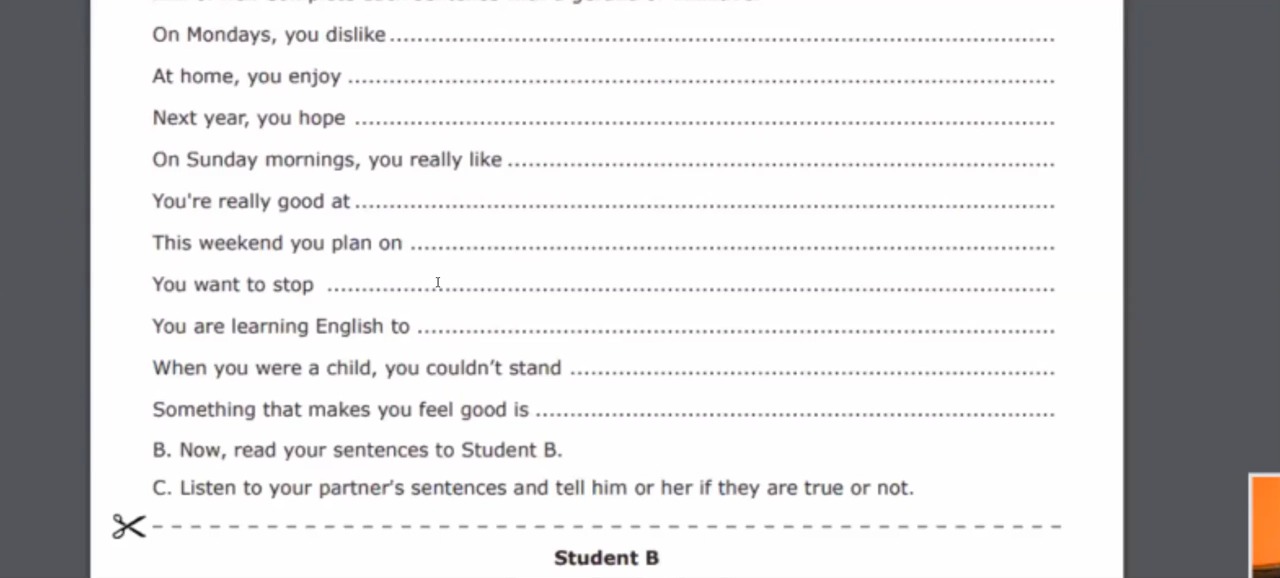 On Mondays, you dislike................................................................................................
At home, you enjoy ................................................................................................
Next year, you hope ................................................................................................
On Sunday mornings, you really like ................................................................................
You're really good at ................................................................................................
This weekend you plan on ................................................................................................
You want to stop ................................................................................................
You are learning English to ................................................................................................
When you were a child, you couldn’t stand ........................................................................
Something that makes you feel good is ............................................................................
B. Now, read your sentences to Student B.
C. Listen to your partner's sentences and tell him or her if they are true or not.
Student B